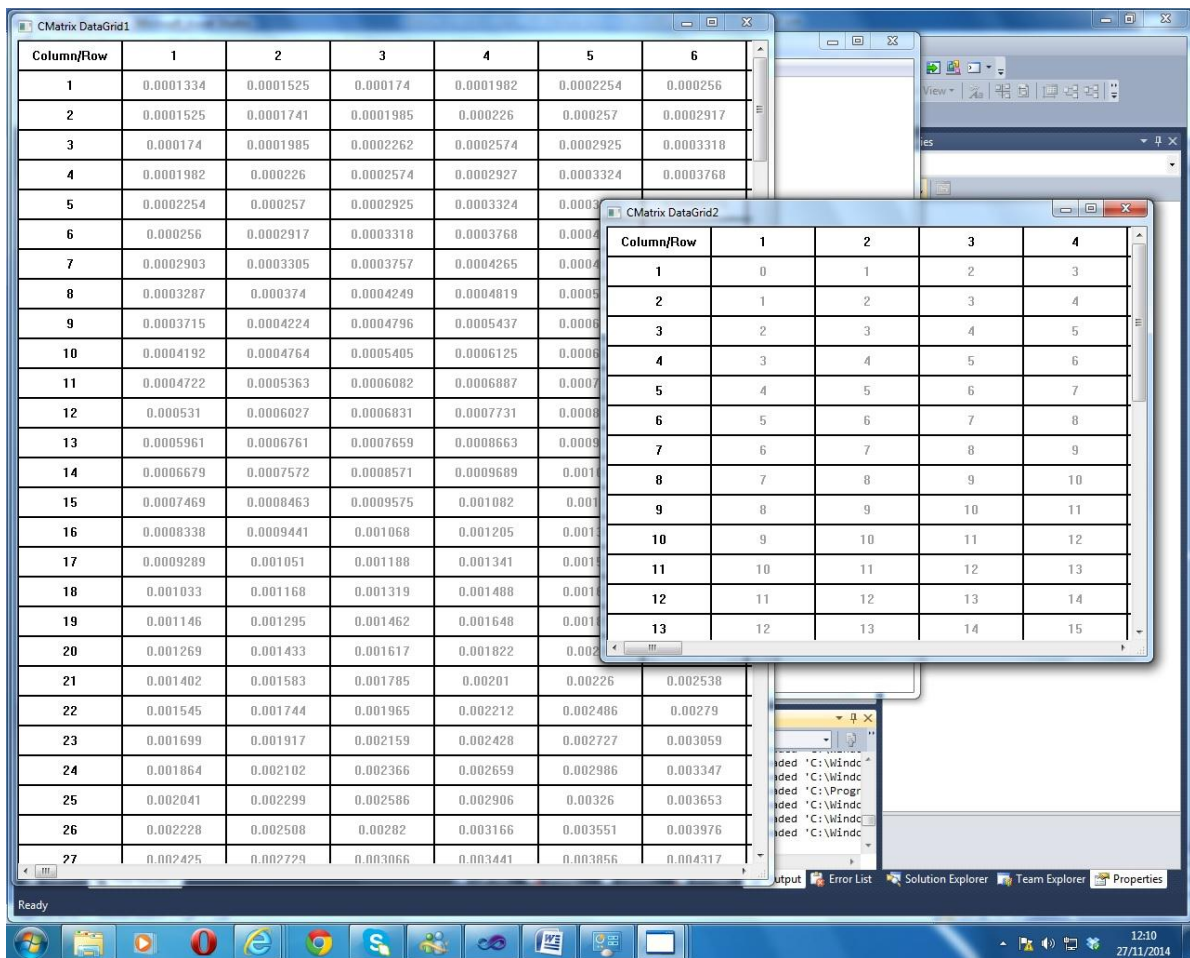 CMatrix DataGrid1
Column/Row 1 2 3 4 5 6
1 0.0001334 0.0001525 0.000174 0.0001982 0.0002254 0.000256
2 0.0001525 0.0001741 0.0001985 0.000226 0.000257 0.0002917
3 0.000174 0.0001985 0.0002262 0.0002574 0.0002925 0.0003318
4 0.0001982 0.000226 0.0002574 0.0002927 0.0003324 0.0003768
5 0.0002254 0.000257 0.0002925 0.0003324
6 0.000256 0.0002917 0.0003318 0.0003768
7 0.0002903 0.0003305 0.0003757 0.0004265
8 0.0003287 0.000374 0.0004249 0.0004819
9 0.0003715 0.0004224 0.0004796 0.0005437
10 0.0004192 0.0004764 0.0005405 0.0006125
11 0.0004722 0.0005363 0.0006082 0.0006887
12 0.000531 0.0006027 0.0006831 0.0007731
13 0.0005961 0.0006761 0.0007659 0.0008663
14 0.0006679 0.0007572 0.0008571 0.0009689
15 0.0007469 0.0008463 0.0009575 0.001082
16 0.0008338 0.0009441 0.001068 0.001205
17 0.0009289 0.001051 0.001188 0.001341
18 0.001033 0.001168 0.001319 0.001488
19 0.001146 0.001295 0.001462 0.001648
20 0.001269 0.001433 0.001617 0.001822
21 0.001402 0.001583 0.001785 0.00201 0.00226 0.002538
22 0.001545 0.001744 0.001965 0.002212 0.002486 0.00279
23 0.001699 0.001917 0.002159 0.002428 0.002727 0.003059
24 0.001864 0.002102 0.002366 0.002659 0.002986 0.003347
25 0.002041 0.002299 0.002586 0.002906 0.00326 0.003653
26 0.002228 0.002508 0.00282 0.003166 0.003551 0.003976
27 0.002425 0.002729 0.003066 0.003441 0.003856 0.004317
View
ies
CMatrix DataGrid2
Column/Row 1 2 3 4
1 0 1 2 3
2 1 2 3 4
3 2 3 4 5
4 3 4 5 6
5 4 5 6 7
6 5 6 7 8
7 6 7 8 9
8 7 8 9 10
9 8 9 10 11
10 9 10 11 12
11 10 11 12 13
12 11 12 13 14
13 12 13 14 15
aded 'C:\Windc
aded 'C:\Windc
aded 'C:\Progr
aded 'C:\Windc
aded 'C:\Windc
aded 'C:\Windc
utput Error List Solution Explorer Team Explorer Properties
Ready
12:10
27/11/2014